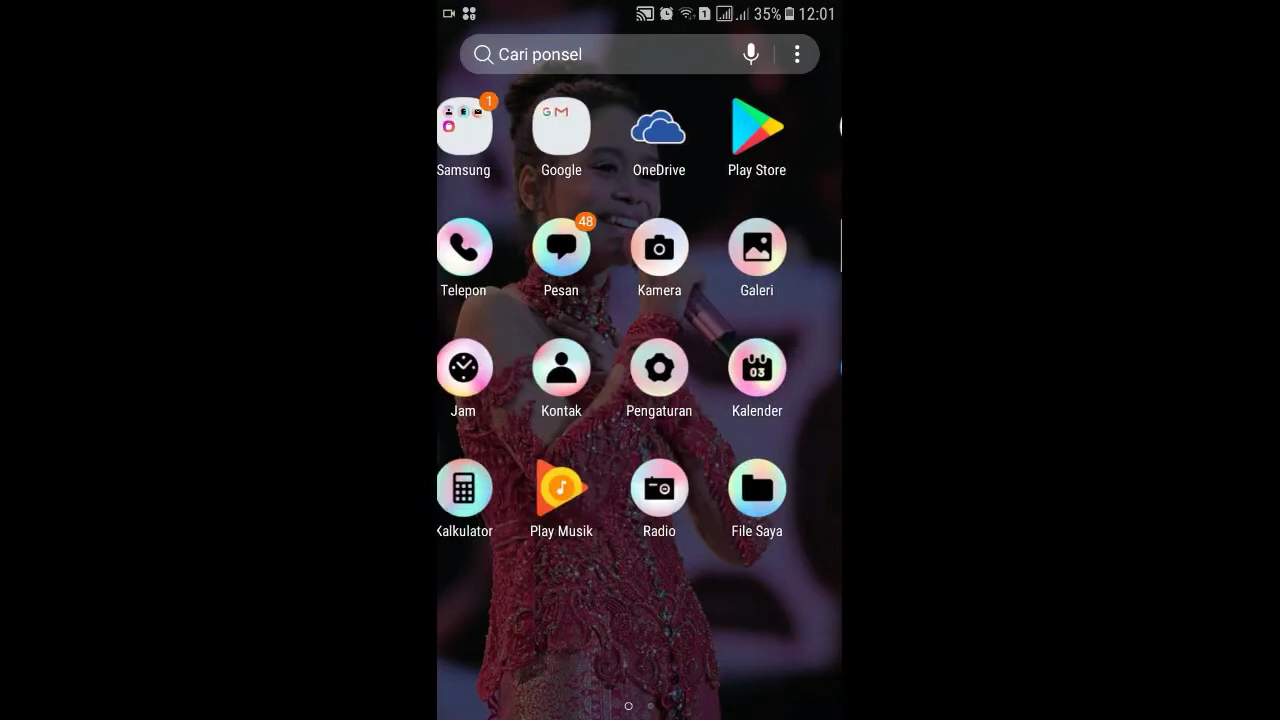 1 35% 12:01
Cari ponsel
1
G M
Samsung Google OneDrive Play Store
48
Telepon Pesan Kamera Galeri
03
Jam Kontak Pengaturan Kalender
Kalkulator Play Musik Radio File Saya